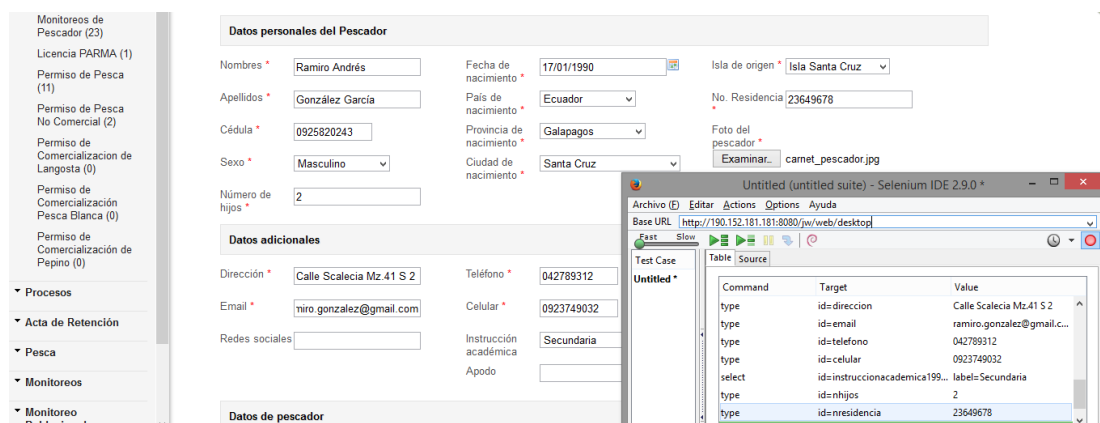 Monitoreos de
Pescador (23)
Licencia PARMA (1)
Permiso de Pesca
(11)
Permiso de Pesca
No Comercial (2)
Permiso de
Comercializacion de
Langosta (0)
Permiso de
Comercialización
Pesca Blanca (0)
Permiso de
Comercialización de
Pepino (0)
Procesos
Acta de Retención
Pesca
Monitoreos
Monitoreo
Datos personales del Pescador
Nombres * Ramiro Andrés
Apellidos * González García
Cédula * 0925820243
Sexo * Masculino
Número de
hijos * 2
Fecha de
nacimiento * 17/01/1990
País de
nacimiento * Ecuador
Provincia de
nacimiento * Galapagos
Ciudad de
nacimiento * Santa Cruz
Isla de origen * Isla Santa Cruz
No. Residencia 23649678
*
Foto del
pescador *
Examinar... carnet_pescador.jpg
Datos adicionales
Dirección * Calle Scalecia Mz.41 S 2
Email * miro.gonzalez@gmail.com
Redes sociales
Teléfono * 042789312
Celular * 0923749032
Instrucción
académica Secundaria
Apodo
Datos de pescador
Untitled (untitled suite) - Selenium IDE 2.9.0 *
Archivo (F) Editar Actions Options Ayuda
Base URL http://190.152.181.181:8080/jw/web/desktop
Fast Slow
Test Case
Untitled *
Table Source
Command Target Value
type id=direccion Calle Scalecia Mz.41 S 2
type id=email ramiro.gonzalez@gmail.c...
type id=telefono 042789312
type id=celular 0923749032
select id=instruccionacademica199... label=Secundaria
type id=nhijos 2
type id=nresidencia 23649678